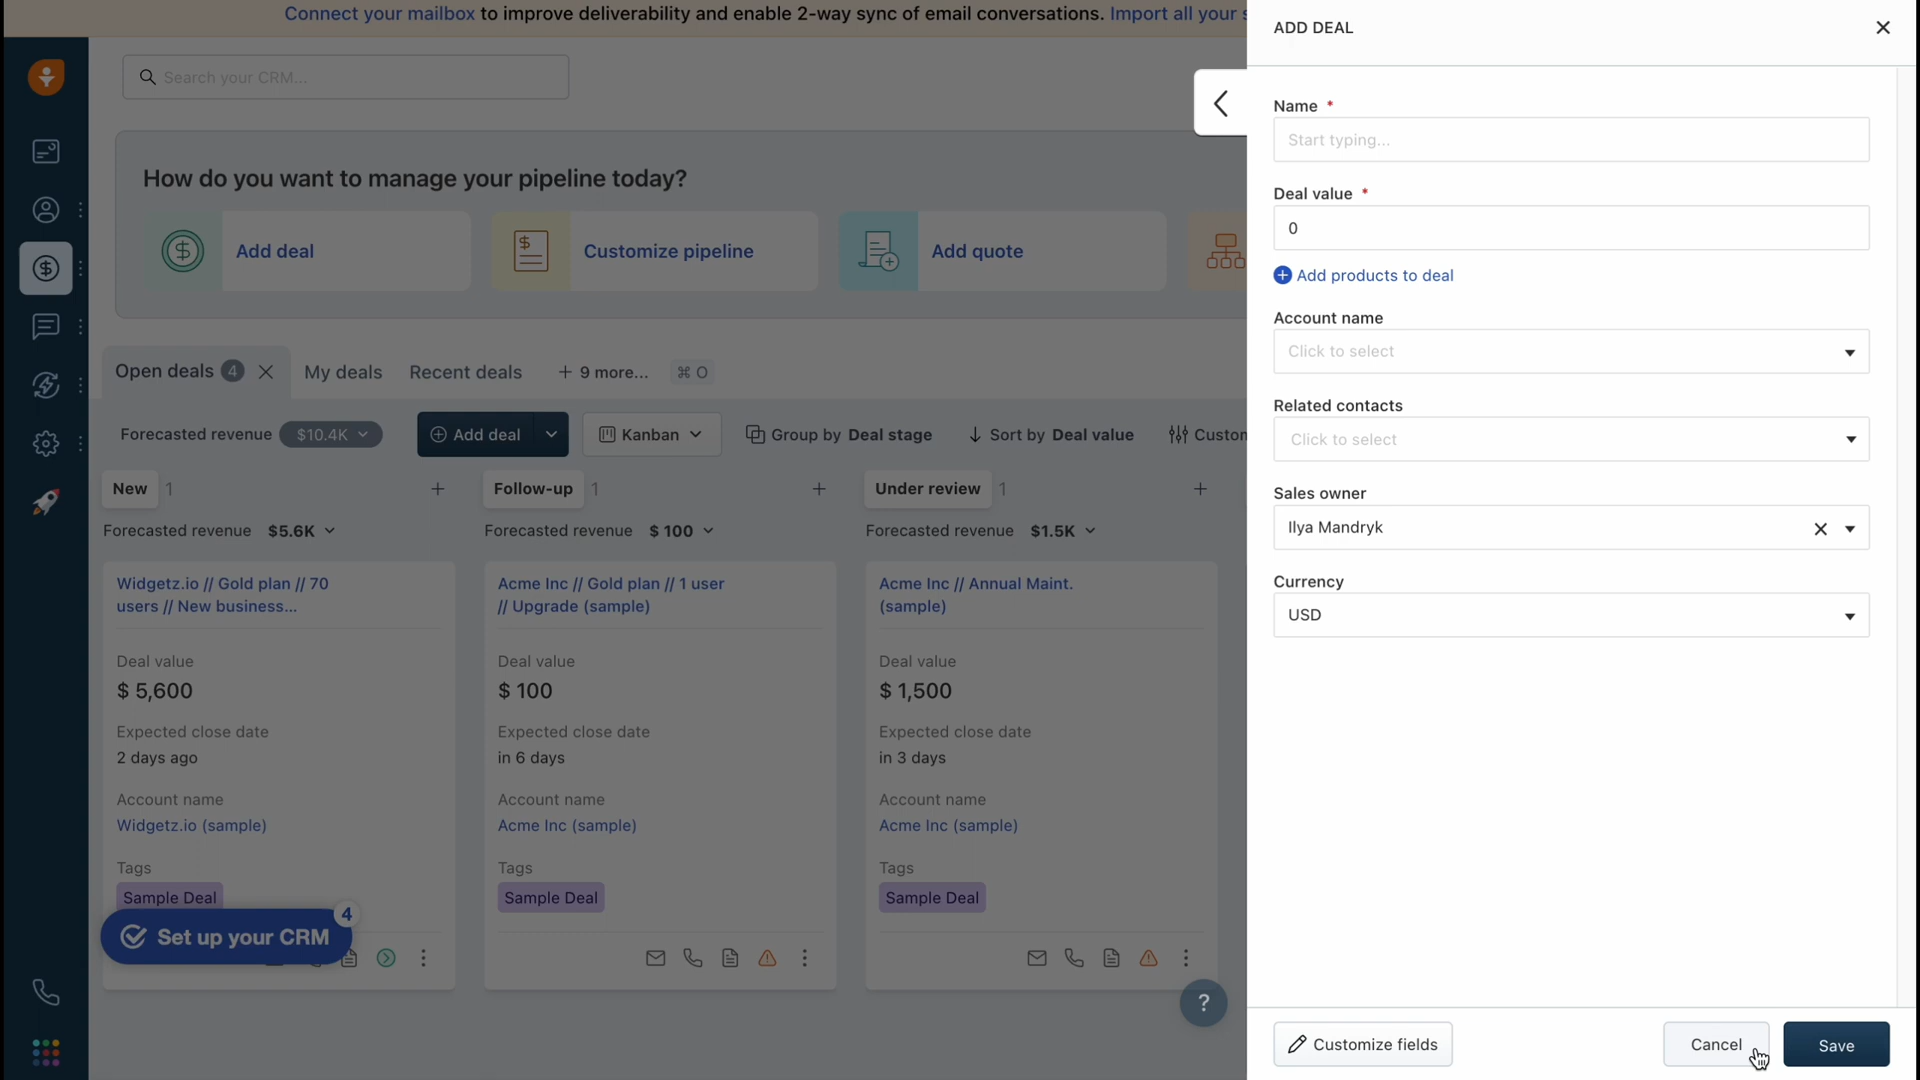 Connect your mailbox to improve deliverability and enable 2-way sync of email conversations. Import all your
Search your CRM...
How do you want to manage your pipeline today?
Add deal
Customize pipeline
Add quote
Open deals 4
My deals
Recent deals
+ 9 more...
⌘ O
Forecasted revenue $10.4K
Add deal
Kanban
Group by Deal stage
Sort by Deal value
Custom
New 1
Forecasted revenue $5.6K
Widgetz.io // Gold plan // 70
users // New business...
Deal value
$ 5,600
Expected close date
2 days ago
Account name
Widgetz.io (sample)
Tags
Sample Deal
Set up your CRM
4
Follow-up 1
Forecasted revenue $ 100
Acme Inc // Gold plan // 1 user
// Upgrade (sample)
Deal value
$ 100
Expected close date
in 6 days
Account name
Acme Inc (sample)
Tags
Sample Deal
Under review 1
Forecasted revenue $1.5K
Acme Inc // Annual Maint.
(sample)
Deal value
$ 1,500
Expected close date
in 3 days
Account name
Acme Inc (sample)
Tags
Sample Deal
?
ADD DEAL
Name *
Start typing...
Deal value *
0
Add products to deal
Account name
Click to select
Related contacts
Click to select
Sales owner
Ilya Mandryk
Currency
USD
Customize fields
Cancel
Save